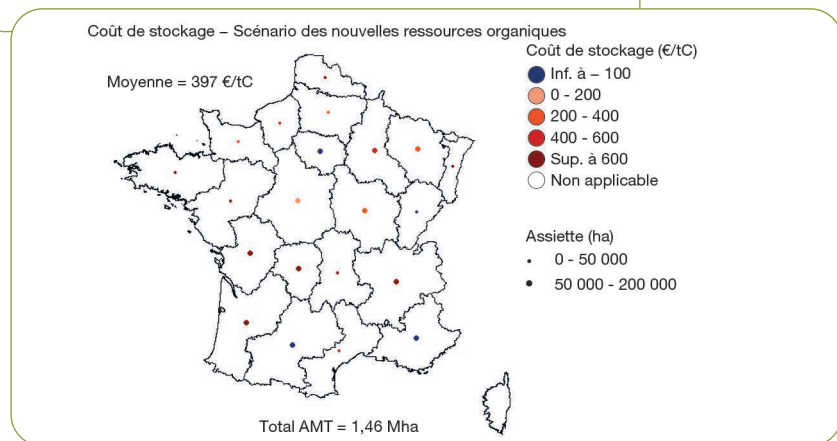 Coût de stockage – Scénario des nouvelles ressources organiques
Moyenne = 397 €/tC
Coût de stockage (€/tC)
Inf. à – 100
0 - 200
200 - 400
400 - 600
Sup. à 600
Non applicable
Assiette (ha)
0 - 50 000
50 000 - 200 000
Total AMT = 1,46 Mha